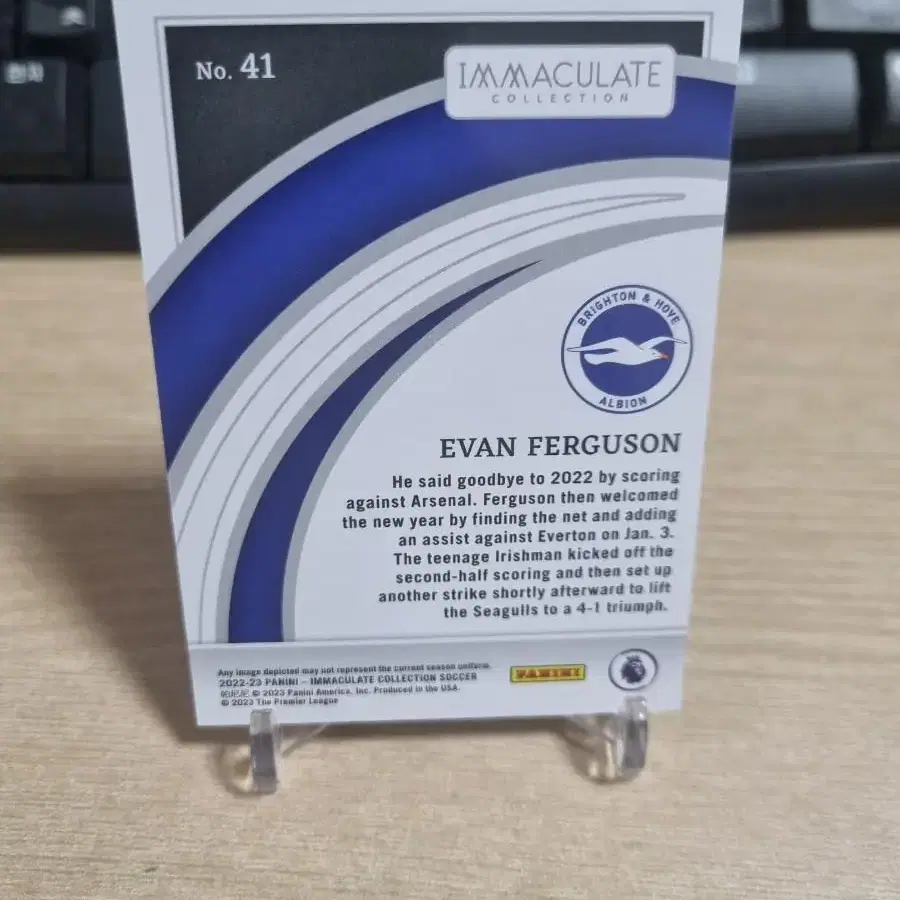 한자
No. 41
IMMACULATE
COLLECTION
BRIGHTON & HOVE
ALBION
EVAN FERGUSON
He said goodbye to 2022 by scoring
against Arsenal. Ferguson then welcomed
the new year by finding the net and adding
an assist against Everton on Jan. 3.
The teenage Irishman kicked off the
second-half scoring and then set up
another strike shortly afterward to lift
the Seagulls to a 4-1 triumph.
Any image depicted may not represent the current season uniform.
2022-23 PANINI – IMMACULATE COLLECTION SOCCER
© 2023 Panini America, Inc. Produced in the USA.
© 2023 The Premier League
PANINI